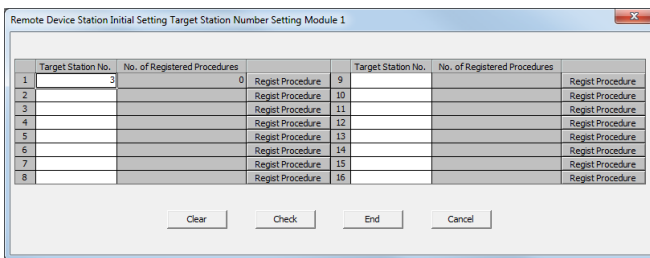 Remote Device Station Initial Setting Target Station Number Setting Module 1
Target Station No. No. of Registered Procedures Target Station No. No. of Registered Procedures
1 3 0 Regist Procedure 9 Regist Procedure
2 Regist Procedure 10 Regist Procedure
3 Regist Procedure 11 Regist Procedure
4 Regist Procedure 12 Regist Procedure
5 Regist Procedure 13 Regist Procedure
6 Regist Procedure 14 Regist Procedure
7 Regist Procedure 15 Regist Procedure
8 Regist Procedure 16 Regist Procedure
Clear Check End Cancel